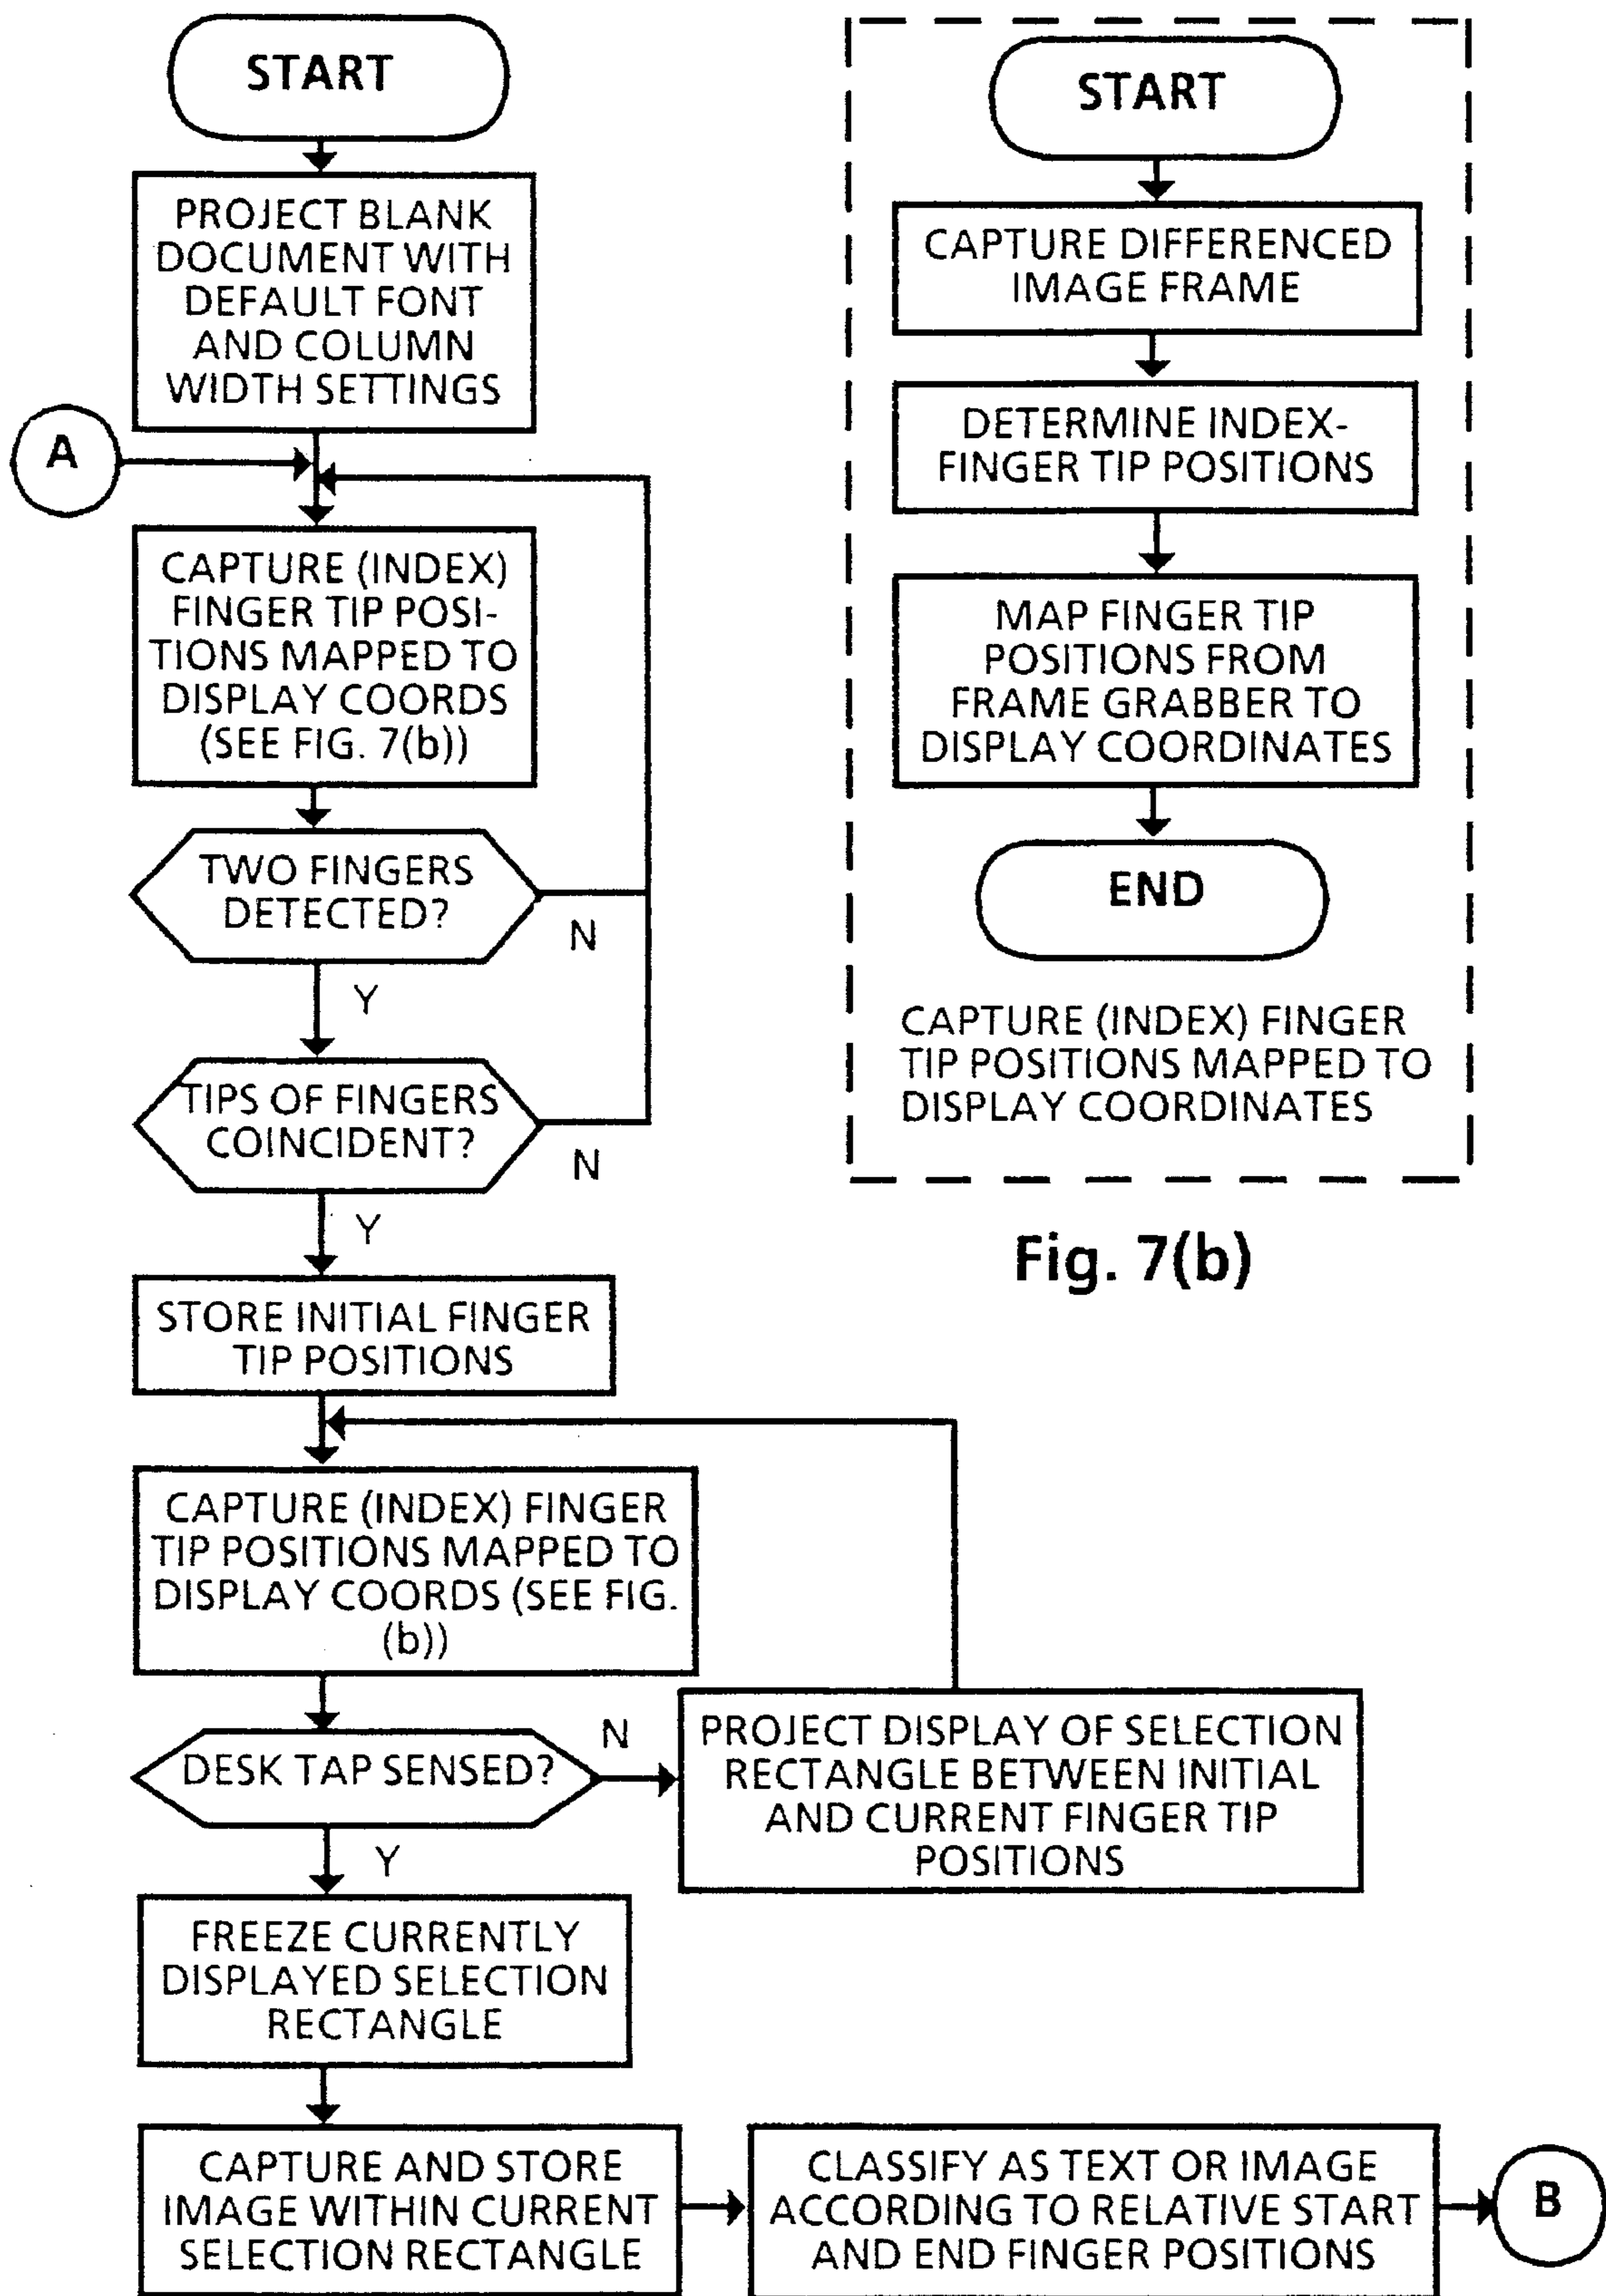 START
PROJECT BLANK
DOCUMENT WITH
DEFAULT FONT
AND COLUMN
WIDTH SETTINGS
A
CAPTURE (INDEX)
FINGER TIP POSI-
TIONS MAPPED TO
DISPLAY COORDS
(SEE FIG. 7(b))
TWO FINGERS
DETECTED?
N
Y
TIPS OF FINGERS
COINCIDENT?
N
Y
STORE INITIAL FINGER
TIP POSITIONS
CAPTURE (INDEX) FINGER
TIP POSITIONS MAPPED TO
DISPLAY COORDS (SEE FIG.
(b))
DESK TAP SENSED?
N
PROJECT DISPLAY OF SELECTION
RECTANGLE BETWEEN INITIAL
AND CURRENT FINGER TIP
POSITIONS
Y
FREEZE CURRENTLY
DISPLAYED SELECTION
RECTANGLE
CAPTURE AND STORE
IMAGE WITHIN CURRENT
SELECTION RECTANGLE
CLASSIFY AS TEXT OR IMAGE
ACCORDING TO RELATIVE START
AND END FINGER POSITIONS
B
START
CAPTURE DIFFERENCED
IMAGE FRAME
DETERMINE INDEX-
FINGER TIP POSITIONS
MAP FINGER TIP
POSITIONS FROM
FRAME GRABBER TO
DISPLAY COORDINATES
END
CAPTURE (INDEX) FINGER
TIP POSITIONS MAPPED TO
DISPLAY COORDINATES
Fig. 7(b)